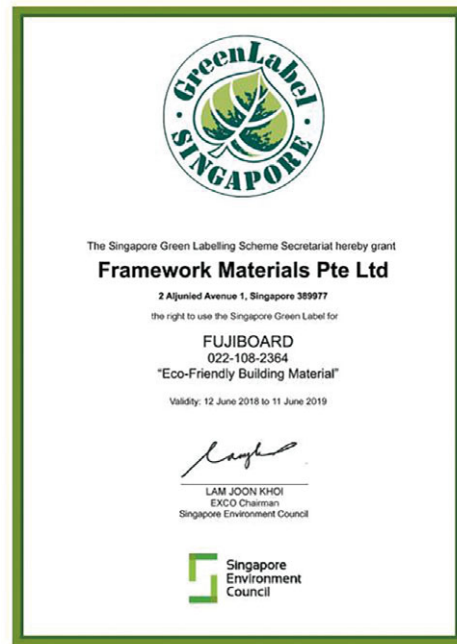 GreenLabel
SINGAPORE
The Singapore Green Labelling Scheme Secretariat hereby grant
Framework Materials Pte Ltd
2 Aljunied Avenue 1, Singapore 389977
the right to use the Singapore Green Label for
FUJIBOARD
022-108-2364
“Eco-Friendly Building Material”
Validity: 12 June 2018 to 11 June 2019
LAM JOON KHOI
EXCO Chairman
Singapore Environment Council
Singapore
Environment
Council